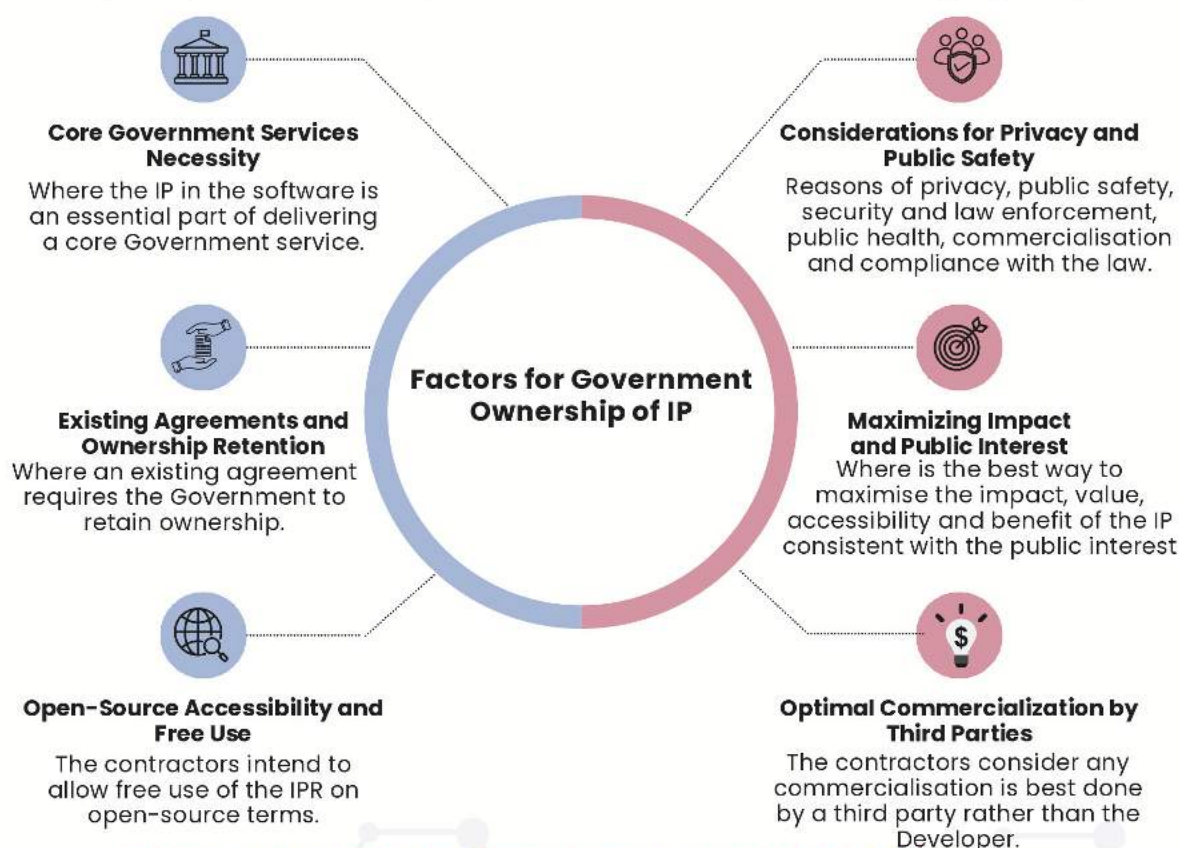 Core Government Services
Necessity
Where the IP in the software is
an essential part of delivering
a core Government service.
Considerations for Privacy and
Public Safety
Reasons of privacy, public safety,
security and law enforcement,
public health, commercialisation
and compliance with the law.
Factors for Government
Ownership of IP
Existing Agreements and
Ownership Retention
Where an existing agreement
requires the Government to
retain ownership.
Maximizing Impact
and Public Interest
Where is the best way to
maximise the impact, value,
accessibility and benefit of the IP
consistent with the public interest
Open-Source Accessibility and
Free Use
The contractors intend to
allow free use of the IPR on
open-source terms.
$
Optimal Commercialization by
Third Parties
The contractors consider any
commercialisation is best done
by a third party rather than the
Developer.